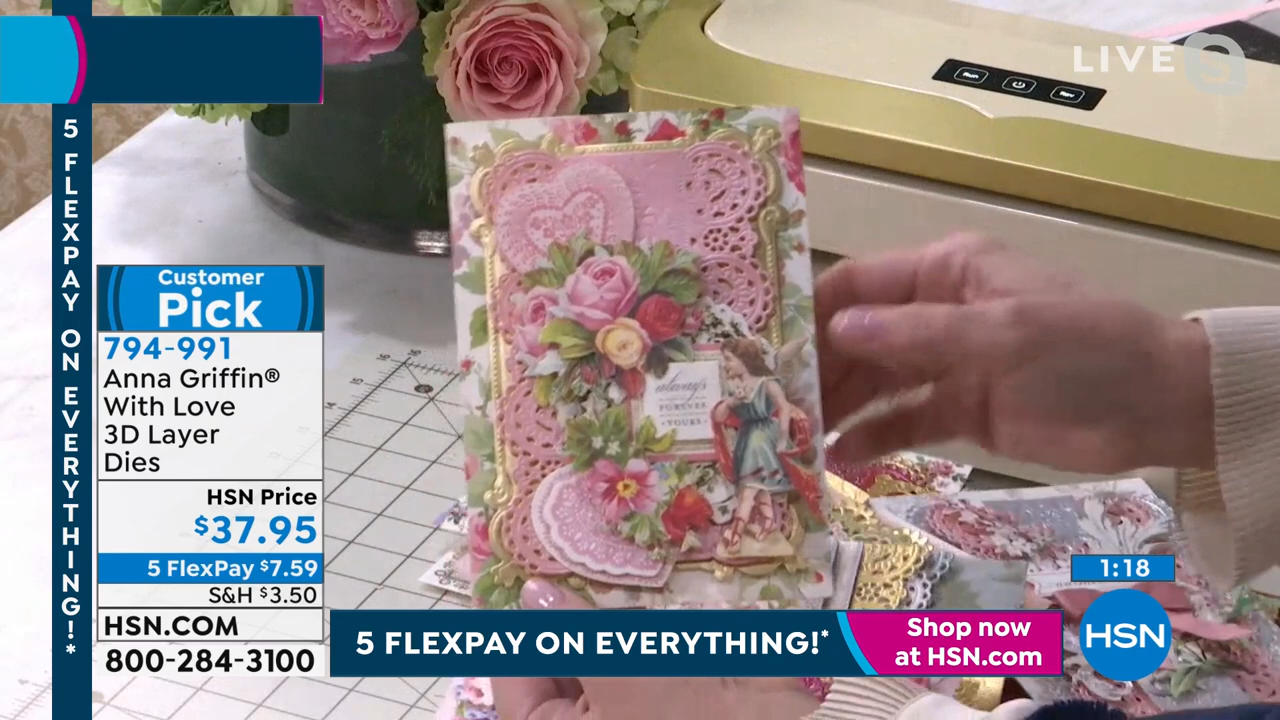 5 FLEXPAY ON EVERYTHING!*
LIVE
S
Run
Rev
always
FOREVER
YOURS
Customer
Pick
794-991
Anna Griffin®
With Love
3D Layer
Dies
HSN Price
$37.95
5 FlexPay $7.59
S&H $3.50
HSN.COM
800-284-3100
1:18
5 FLEXPAY ON EVERYTHING!*
Shop now
at HSN.com
HSN